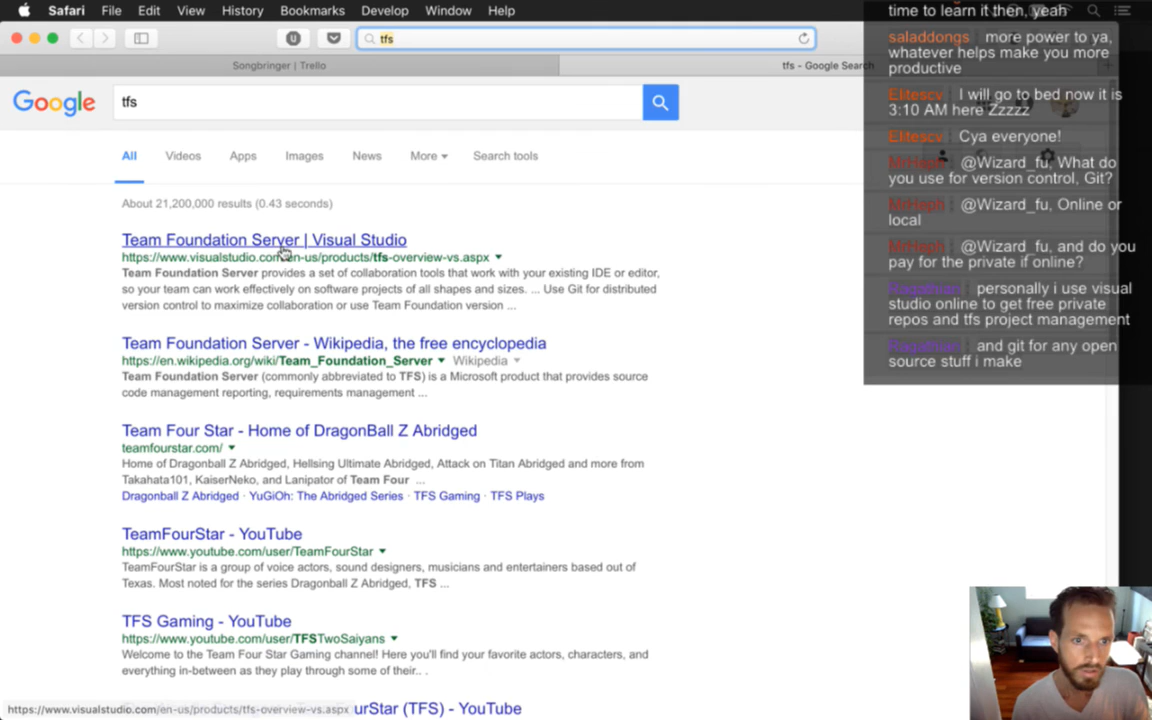 Safari File Edit View History Bookmarks Develop Window Help
tfs
Songbringer | Trello
tfs - Google Search
Google
tfs
All Videos Apps Images News More Search tools
About 21,200,000 results (0.43 seconds)
Team Foundation Server | Visual Studio
https://www.visualstudio.com/en-us/products/tfs-overview-vs.aspx
Team Foundation Server provides a set of collaboration tools that work with your existing IDE or editor,
so your team can work effectively on software projects of all shapes and sizes. ... Use Git for distributed
version control to maximize collaboration or use Team Foundation version ...
Team Foundation Server - Wikipedia, the free encyclopedia
https://en.wikipedia.org/wiki/Team_Foundation_Server Wikipedia
Team Foundation Server (commonly abbreviated to TFS) is a Microsoft product that provides source
code management reporting, requirements management ...
Team Four Star - Home of DragonBall Z Abridged
teamfourstar.com/
Home of Dragonball Z Abridged, Hellsing Ultimate Abridged, Attack on Titan Abridged and more from
Takahata101, KaiserNeko, and Lanipator of Team Four ...
Dragonball Z Abridged · YuGiOh: The Abridged Series · TFS Gaming · TFS Plays
TeamFourStar - YouTube
https://www.youtube.com/user/TeamFourStar
TeamFourStar is a group of voice actors, sound designers, musicians and entertainers based out of
Texas. Most noted for the series Dragonball Z Abridged, TFS ...
TFS Gaming - YouTube
https://www.youtube.com/user/TFSTwoSaiyans
Welcome to the Team Four Star Gaming channel! Here you'll find your favorite actors, characters, and
everything in-between as they play through some of their.. .
urStar (TFS) - YouTube
https://www.visualstudio.com/en-us/products/tfs-overview-vs.aspx
time to learn it then, yeah
saladdongs more power to ya,
whatever helps make you more
productive
Elitescv I will go to bed now it is
3:10 AM here Zzzzz
Elitescv Cya everyone!
MrHeph @Wizard_fu, What do
you use for version control, Git?
MrHeph @Wizard_fu, Online or
local
MrHeph @Wizard_fu, and do you
pay for the private if online?
personally i use visual
studio online to get free private
repos and tfs project management
and git for any open
source stuff i make